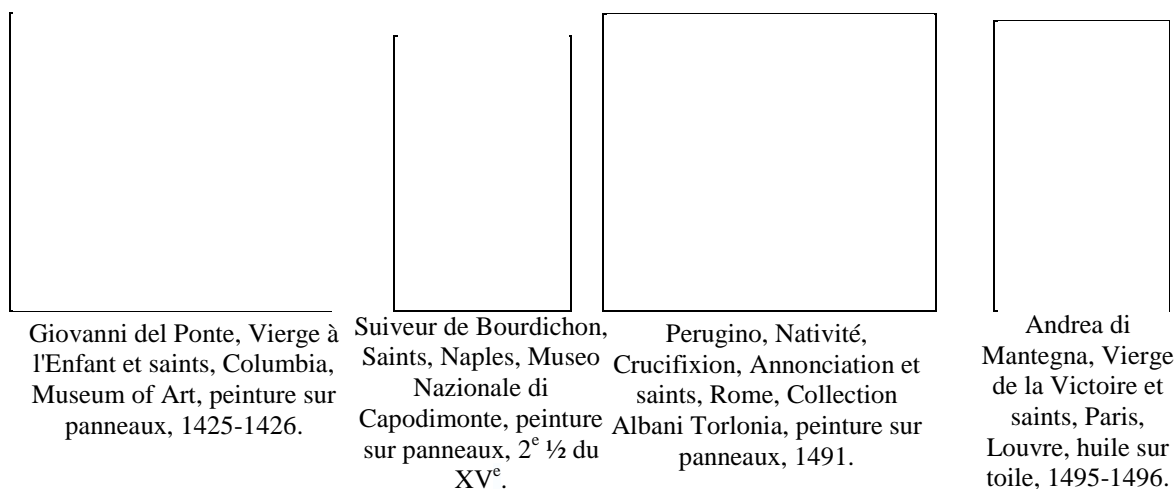 Giovanni del Ponte, Vierge à
l'Enfant et saints, Columbia,
Museum of Art, peinture sur
panneaux, 1425-1426.
Suiveur de Bourdichon,
Saints, Naples, Museo
Nazionale di
Capodimonte, peinture
sur panneaux, 2e ½ du
XVe.
Perugino, Nativité,
Crucifixion, Annonciation et
saints, Rome, Collection
Albani Torlonia, peinture sur
panneaux, 1491.
Andrea di
Mantegna, Vierge
de la Victoire et
saints, Paris,
Louvre, huile sur
toile, 1495-1496.